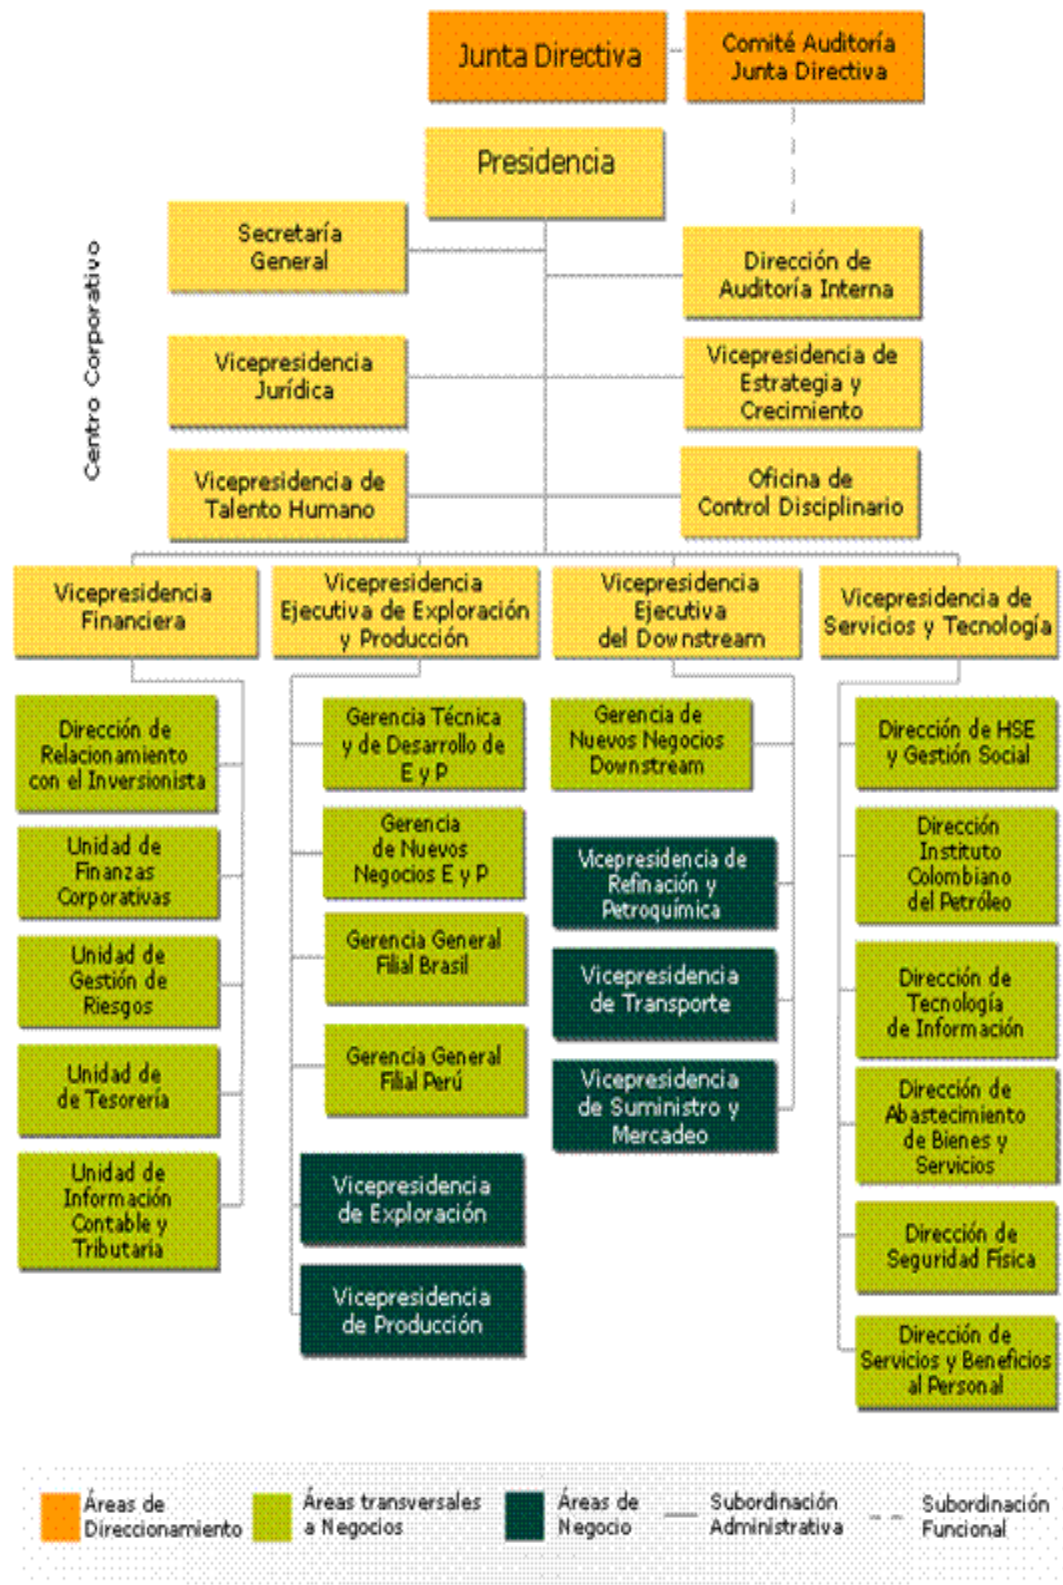 Junta Directiva
Comité Auditoría
Junta Directiva
Presidencia
Centro Corporativo
Secretaría
General
Dirección de
Auditoría Interna
Vicepresidencia
Jurídica
Vicepresidencia de
Estrategia y
Crecimiento
Vicepresidencia de
Talento Humano
Oficina de
Control Disciplinario
Vicepresidencia
Financiera
Vicepresidencia
Ejecutiva de Exploración
y Producción
Vicepresidencia
Ejecutiva
del Downstream
Vicepresidencia de
Servicios y Tecnología
Dirección de
Relacionamiento
con el Inversionista
Unidad de
Finanzas
Corporativas
Unidad de
Gestión de
Riesgos
Unidad de
de Tesorería
Unidad de
Información
Contable y
Tributaria
Gerencia Técnica
y de Desarrollo de
E y P
Gerencia
de Nuevos
Negocios E y P
Gerencia General
Filial Brasil
Gerencia General
Filial Perú
Vicepresidencia
de Exploración
Vicepresidencia
de Producción
Gerencia de
Nuevos Negocios
Downstream
Vicepresidencia de
Refinación y
Petroquímica
Vicepresidencia
de Transporte
Vicepresidencia
de Suministro y
Mercadeo
Dirección de HSE
y Gestión Social
Dirección
Instituto
Colombiano
del Petróleo
Dirección de
Tecnología
de Información
Dirección de
Abastecimiento
de Bienes y
Servicios
Dirección de
Seguridad Física
Dirección de
Servicios y Beneficios
al Personal
Áreas de
Direccionamiento
Áreas transversales
a Negocios
Áreas de
Negocio
Subordinación
Administrativa
Subordinación
Funcional